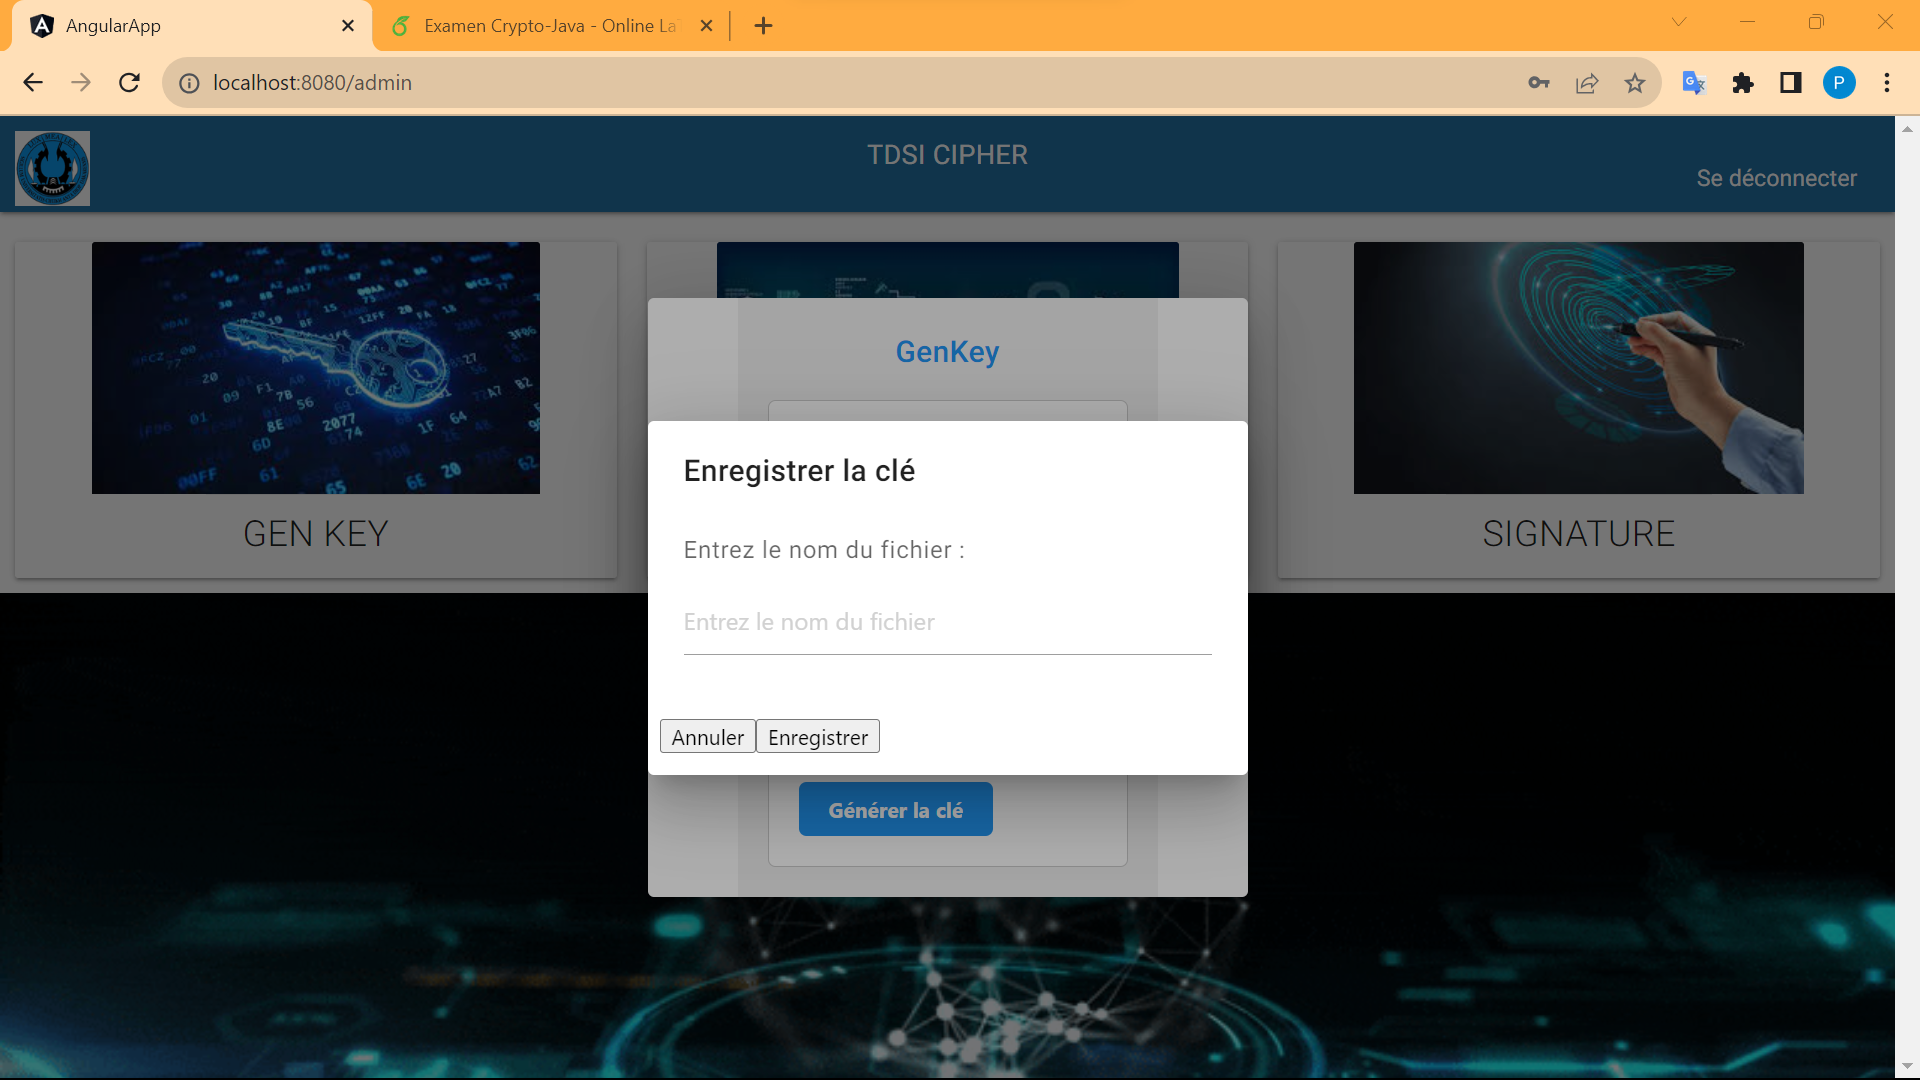 AngularApp
Examen Crypto-Java - Online La
localhost:8080/admin
P
TDSI CIPHER
Se déconnecter
GEN KEY
SIGNATURE
GenKey
Enregistrer la clé
Entrez le nom du fichier :
Entrez le nom du fichier
Annuler
Enregistrer
Générer la clé